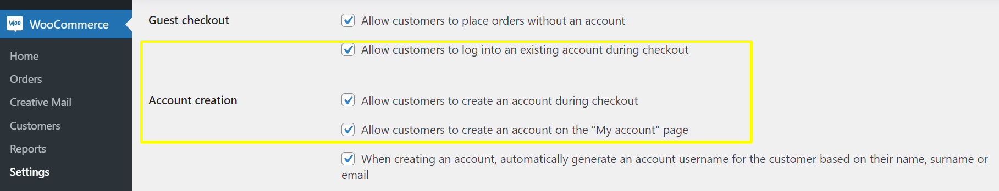 Woo WooCommerce
Home
Orders
Creative Mail
Customers
Reports
Settings
Guest checkout
Allow customers to place orders without an account
Allow customers to log into an existing account during checkout
Account creation
Allow customers to create an account during checkout
Allow customers to create an account on the "My account" page
When creating an account, automatically generate an account username for the customer based on their name, surname or
email